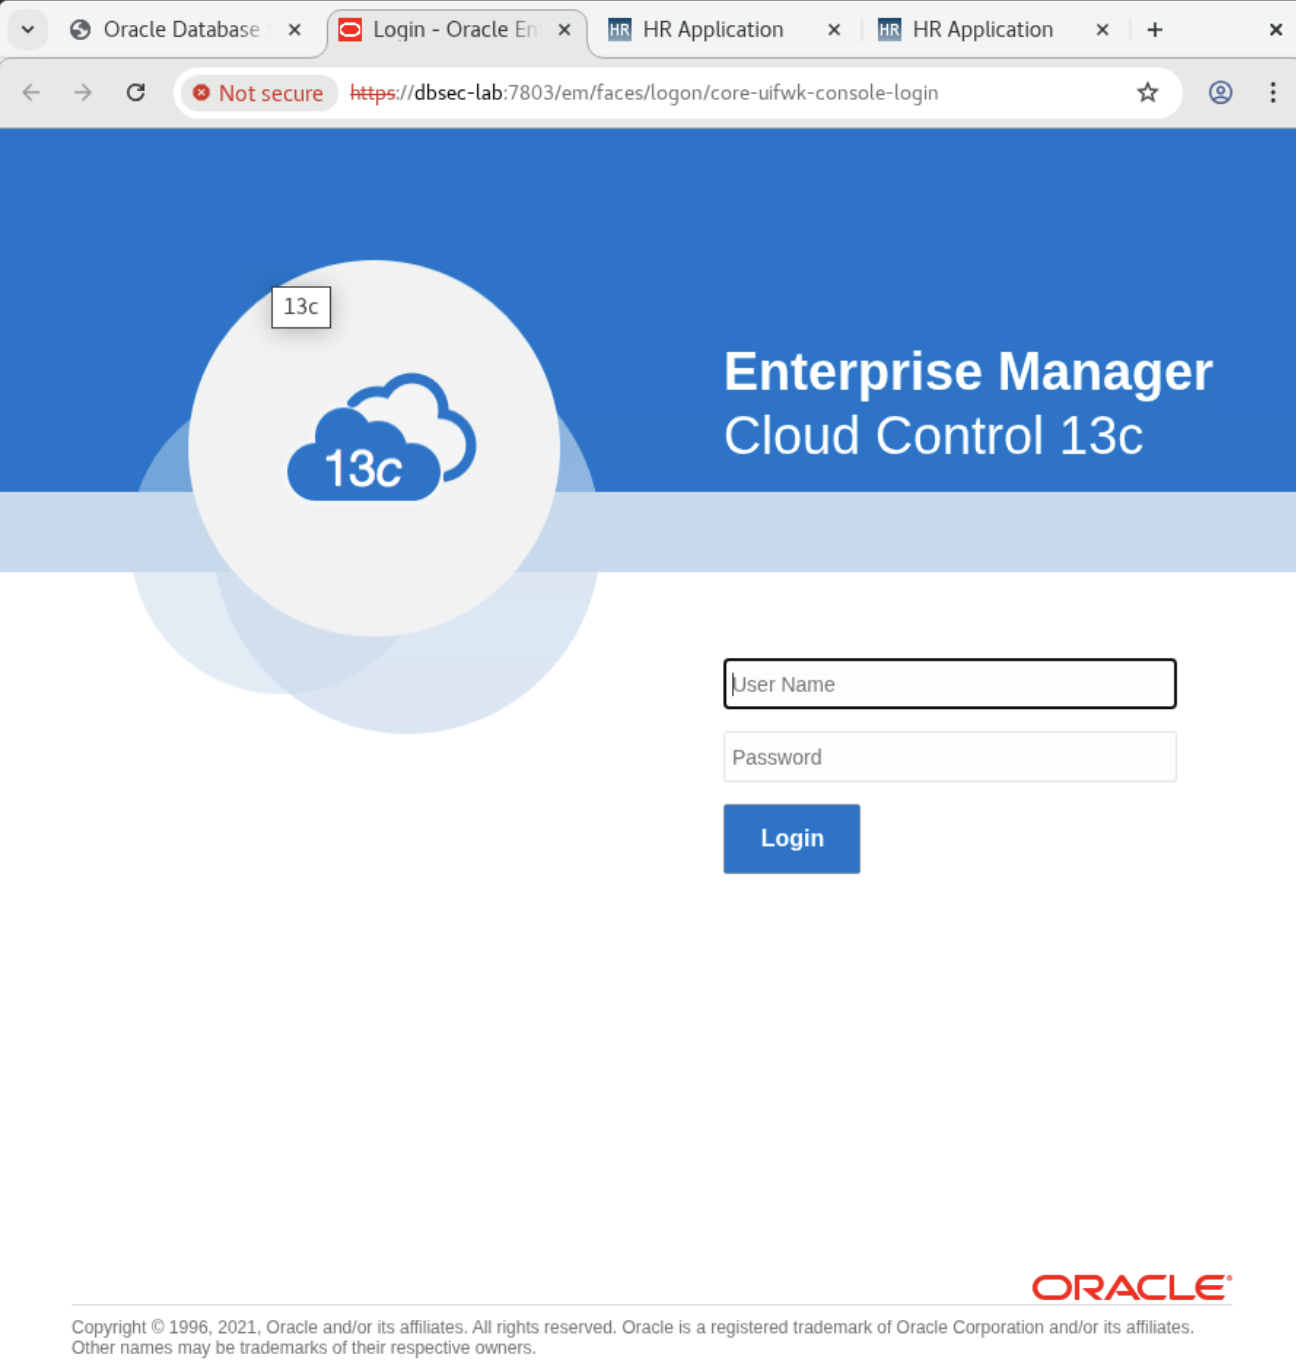 Oracle Database
Login - Oracle En
HR HR Application
HR HR Application
Not secure https://dbsec-lab:7803/em/faces/logon/core-uifwk-console-login
13c
Enterprise Manager
Cloud Control 13c
13c
User Name
Password
Login
ORACLE
Copyright © 1996, 2021, Oracle and/or its affiliates. All rights reserved. Oracle is a registered trademark of Oracle Corporation and/or its affiliates.
Other names may be trademarks of their respective owners.